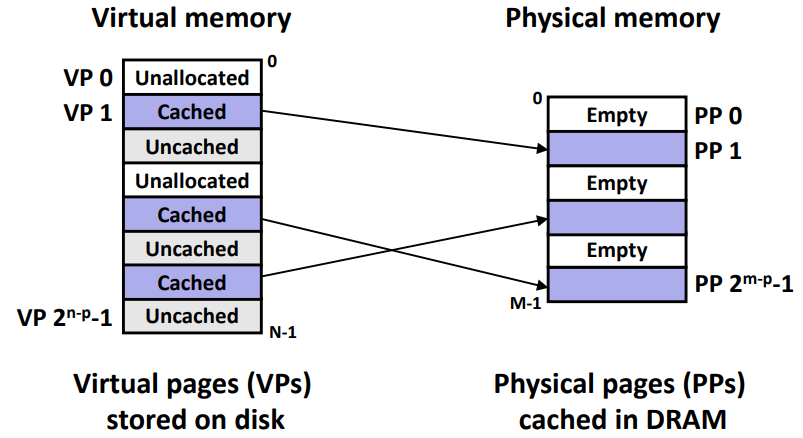 Virtual memory
Physical memory
0
VP 0 Unallocated
VP 1 Cached
Uncached
Unallocated
Cached
Uncached
Cached
VP 2ⁿ⁻ᵖ-1 Uncached
N-1
0
Empty PP 0
PP 1
Empty
Empty
PP 2ᵐ⁻ᵖ-1
M-1
Virtual pages (VPs)
stored on disk
Physical pages (PPs)
cached in DRAM